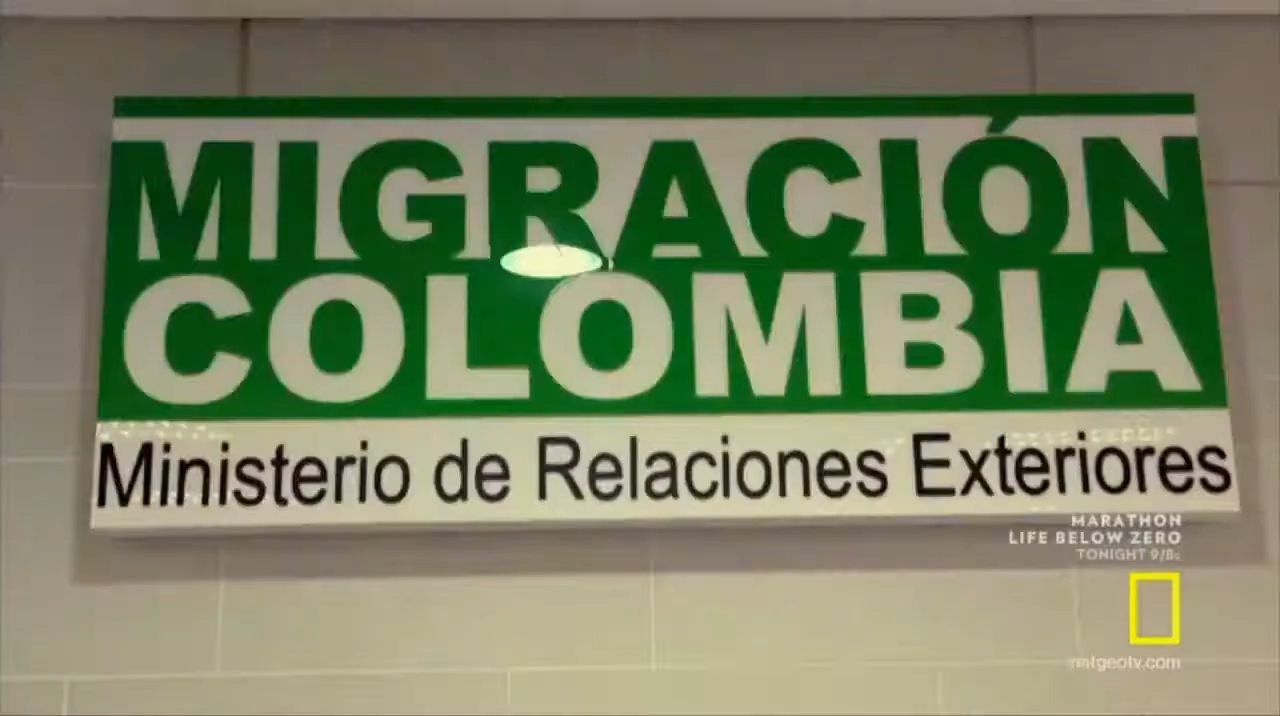 MIGRACIÓN
COLOMBIA
Ministerio de Relaciones Exteriores
MARATHON
LIFE BELOW ZERO
TONIGHT 9/8c
natgeotv.com